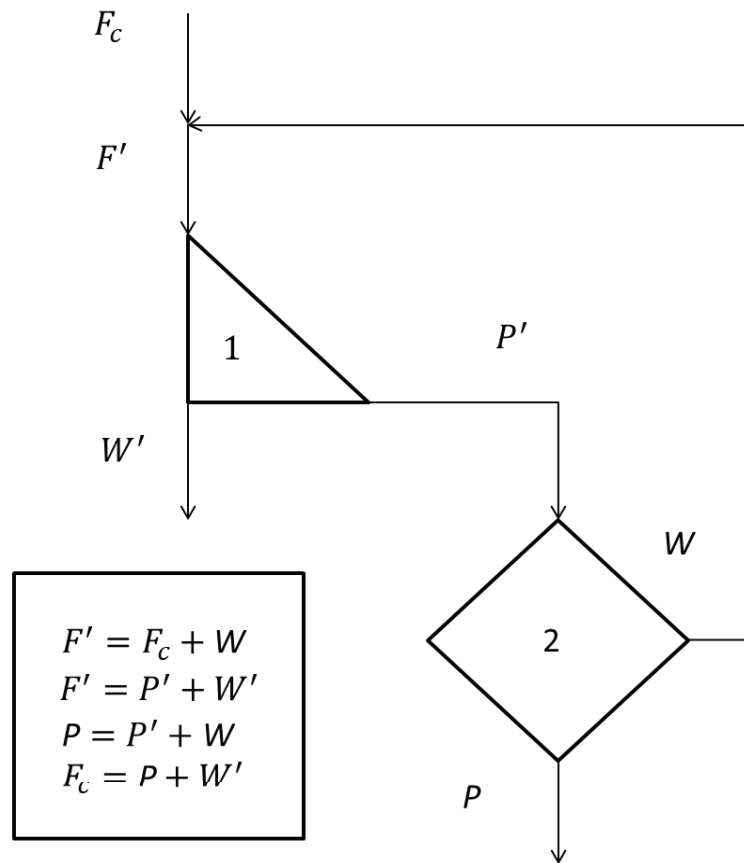 F_c
F′
1
P′
W′
W
2
F′ = F_c + W
F′ = P′ + W′
P = P′ + W
F_c = P + W′
P